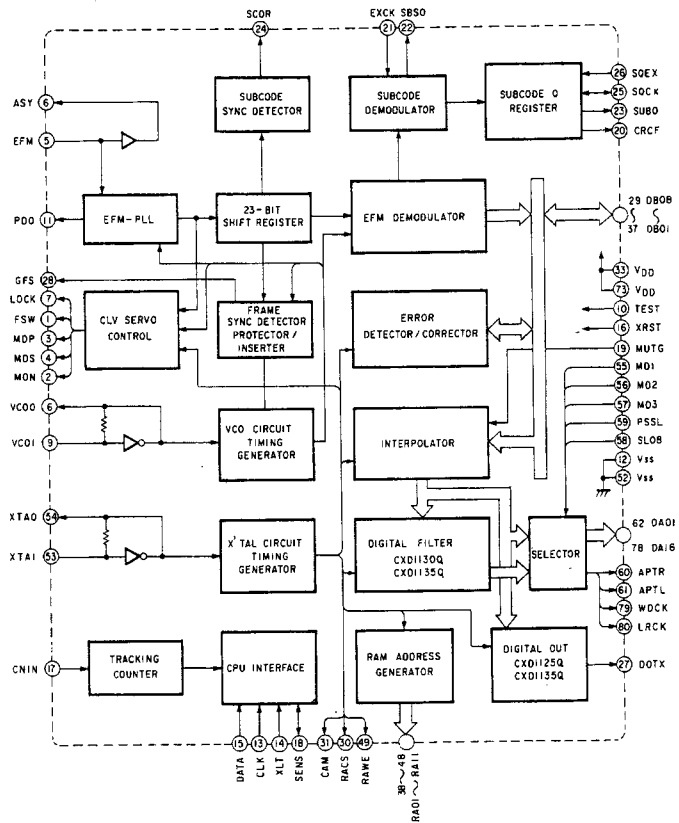 SCOR
24
EXCK SBSO
21 22
ASY 6
EFM 5
SUBCODE
SYNC DETECTOR
SUBCODE
DEMODULATOR
SUBCODE Q
REGISTER
26 SQEX
25 SQCK
23 SUBQ
20 CRCF
PDO 11
EFM-PLL
23-BIT
SHIFT REGISTER
EFM DEMODULATOR
29 DB08
37 DB01
GFS 28
LOCK 7
FSW 1
MDP 3
MDS 4
MON 2
CLV SERVO
CONTROL
FRAME
SYNC DETECTOR
PROTECTOR/
INSERTER
ERROR
DETECTOR/CORRECTOR
33 VDD
73 VDD
10 TEST
16 XRST
19 MUTG
55 MD1
56 MD2
57 MD3
59 PSSL
58 SLOB
12 Vss
52 Vss
VCOO 6
VCOI 9
VCO CIRCUIT
TIMING
GENERATOR
INTERPOLATOR
XTAO 54
XTAI 53
X'TAL CIRCUIT
TIMING
GENERATOR
DIGITAL FILTER
CXD1130Q
CXD1135Q
SELECTOR
62 DA01
78 DA16
60 APTR
61 APTL
79 WDCK
80 LRCK
CNIN 17
TRACKING
COUNTER
CPU INTERFACE
RAM ADDRESS
GENERATOR
DIGITAL OUT
CXD1125Q
CXD1135Q
27 DOTX
15 13 14 18 31 30 49
DATA CLK XLT SENS CAM RACS RAWE
38~48
RA01~RA11